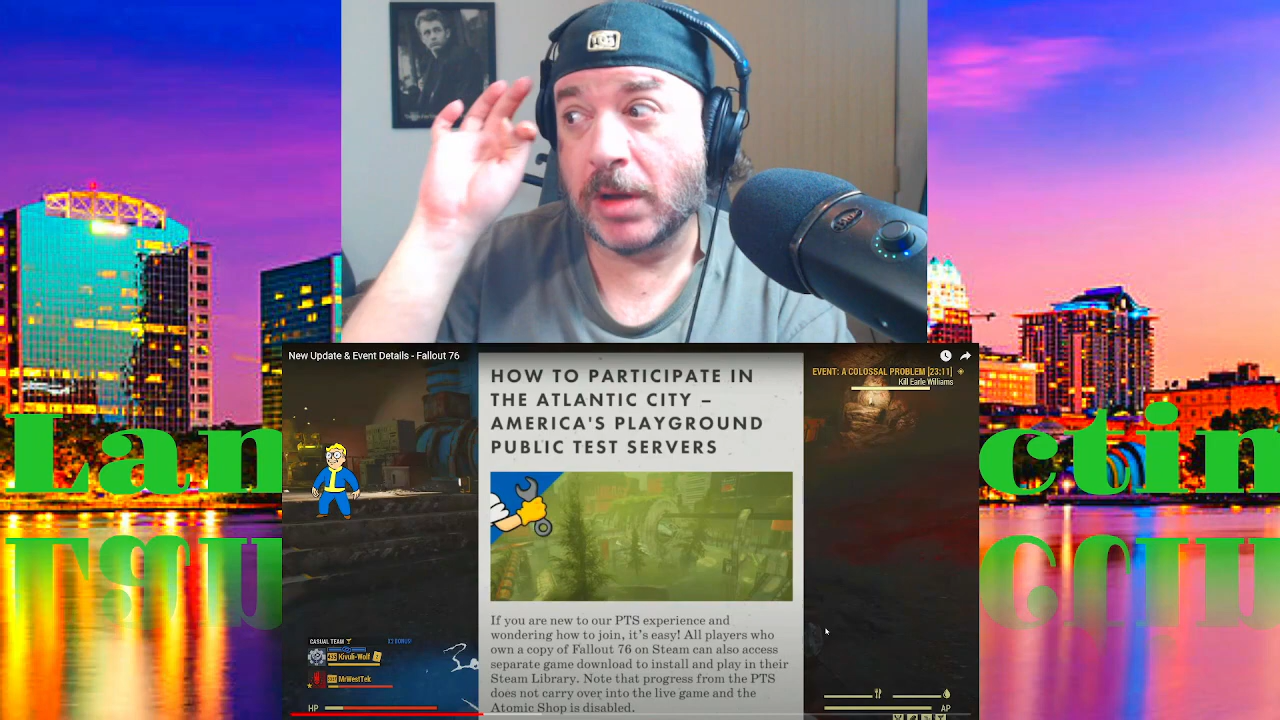 New Update & Event Details - Fallout 76
HOW TO PARTICIPATE IN
THE ATLANTIC CITY –
AMERICA'S PLAYGROUND
PUBLIC TEST SERVERS
EVENT: A COLOSSAL PROBLEM [23:11]
Kill Earle Williams
Lan
ctin
If you are new to our PTS experience and
wondering how to join, it's easy! All players who
own a copy of Fallout 76 on Steam can also access
separate game download to install and play in their
Steam Library. Note that progress from the PTS
does not carry over into the live game and the
Atomic Shop is disabled.
CASUAL TEAM
Kivuli-Wolf
MrWestTek
HP
AP